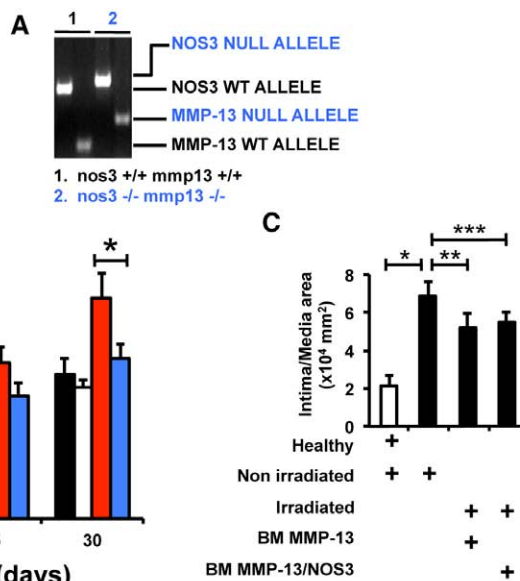 A
1 2
NOS3 NULL ALLELE
NOS3 WT ALLELE
MMP-13 NULL ALLELE
MMP-13 WT ALLELE
1. nos3 +/+ mmp13 +/+
2. nos3 -/- mmp13 -/-
*
30
(days)
C
***
* **
Intima/Media area
(x10⁴ mm²)
8
6
4
2
0
Healthy +
Non irradiated + +
Irradiated + +
BM MMP-13 +
BM MMP-13/NOS3 +